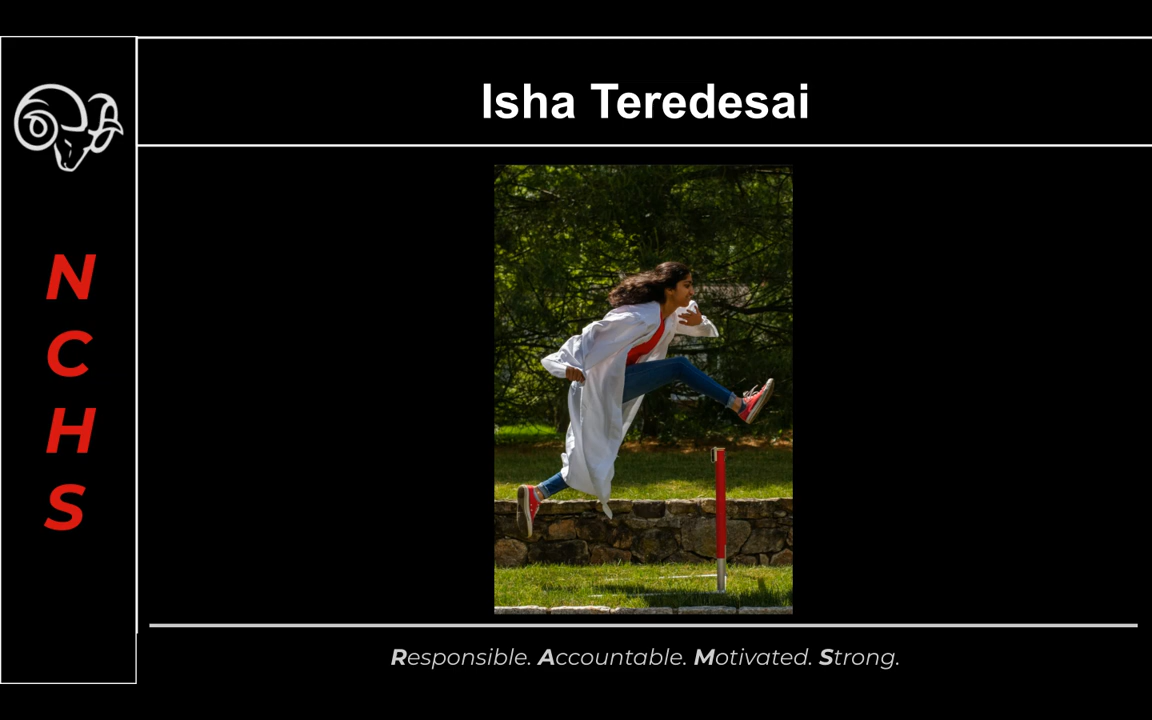 Isha Teredesai
N
C
H
S
Responsible. Accountable. Motivated. Strong.